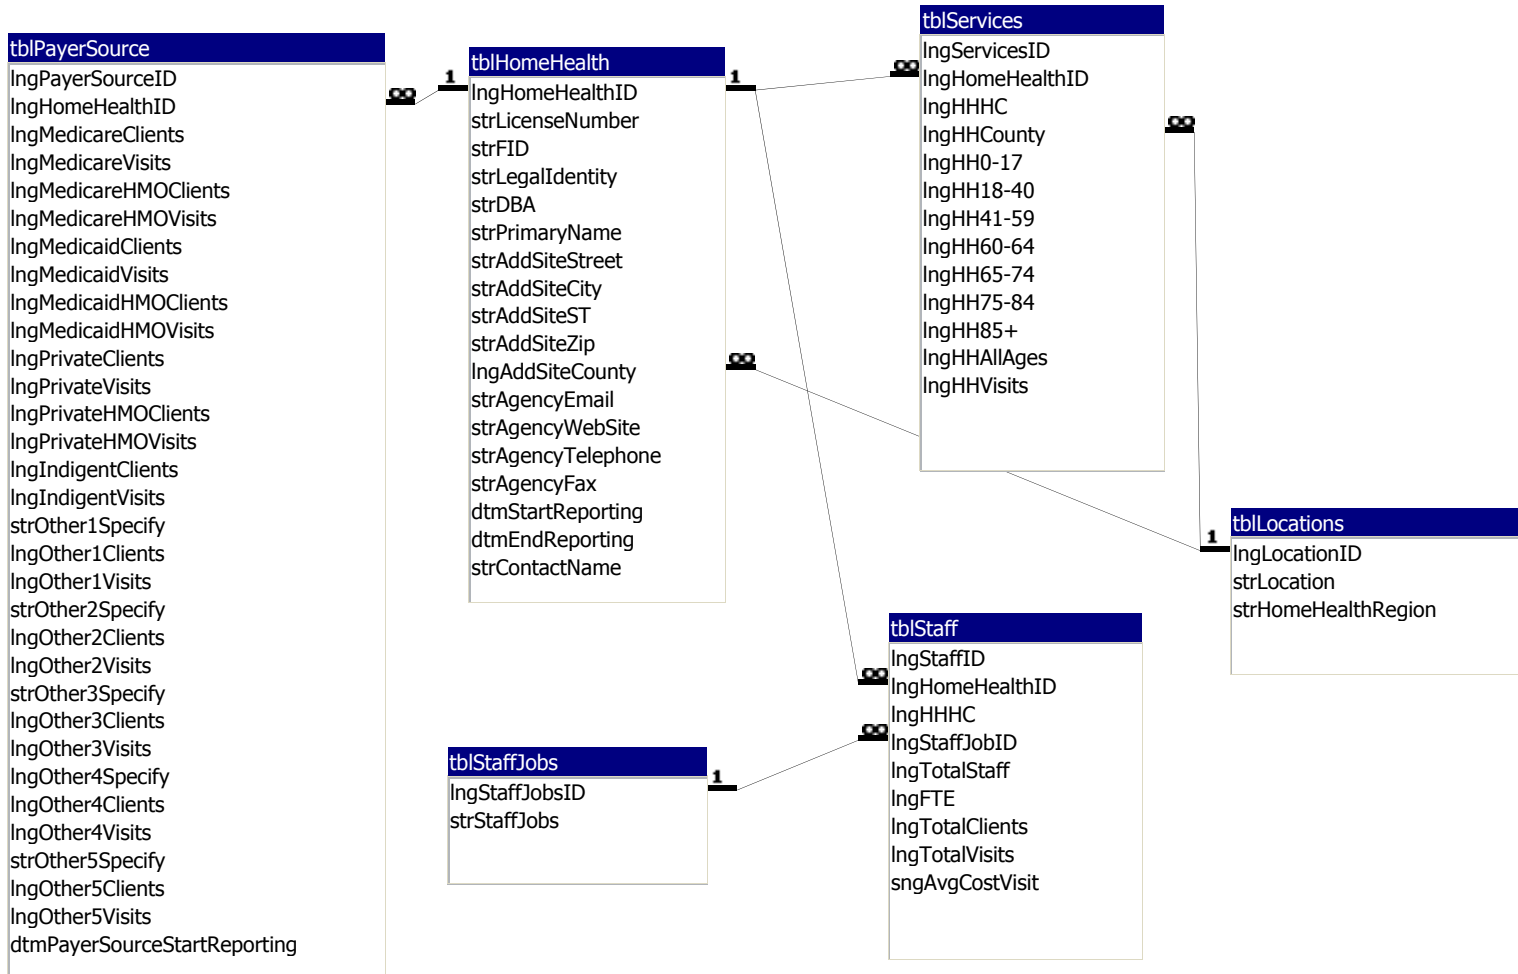 tblPayerSource
lngPayerSourceID
lngHomeHealthID
lngMedicareClients
lngMedicareVisits
lngMedicareHMOClients
lngMedicareHMOVisits
lngMedicaidClients
lngMedicaidVisits
lngMedicaidHMOClients
lngMedicaidHMOVisits
lngPrivateClients
lngPrivateVisits
lngPrivateHMOClients
lngPrivateHMOVisits
lngIndigentClients
lngIndigentVisits
strOther1Specify
lngOther1Clients
lngOther1Visits
strOther2Specify
lngOther2Clients
lngOther2Visits
strOther3Specify
lngOther3Clients
lngOther3Visits
lngOther4Specify
lngOther4Clients
lngOther4Visits
strOther5Specify
lngOther5Clients
lngOther5Visits
dtmPayerSourceStartReporting
∞
1
tblHomeHealth
lngHomeHealthID
strLicenseNumber
strFID
strLegalIdentity
strDBA
strPrimaryName
strAddSiteStreet
strAddSiteCity
strAddSiteST
strAddSiteZip
lngAddSiteCounty
strAgencyEmail
strAgencyWebSite
strAgencyTelephone
strAgencyFax
dtmStartReporting
dtmEndReporting
strContactName
1
∞
∞
tblServices
lngServicesID
lngHomeHealthID
lngHHHC
lngHHCounty
lngHH0-17
lngHH18-40
lngHH41-59
lngHH60-64
lngHH65-74
lngHH75-84
lngHH85+
lngHHAllAges
lngHHVisits
∞
1
tblLocations
lngLocationID
strLocation
strHomeHealthRegion
tblStaffJobs
lngStaffJobsID
strStaffJobs
1
∞
∞
tblStaff
lngStaffID
lngHomeHealthID
lngHHHC
lngStaffJobID
lngTotalStaff
lngFTE
lngTotalClients
lngTotalVisits
sngAvgCostVisit